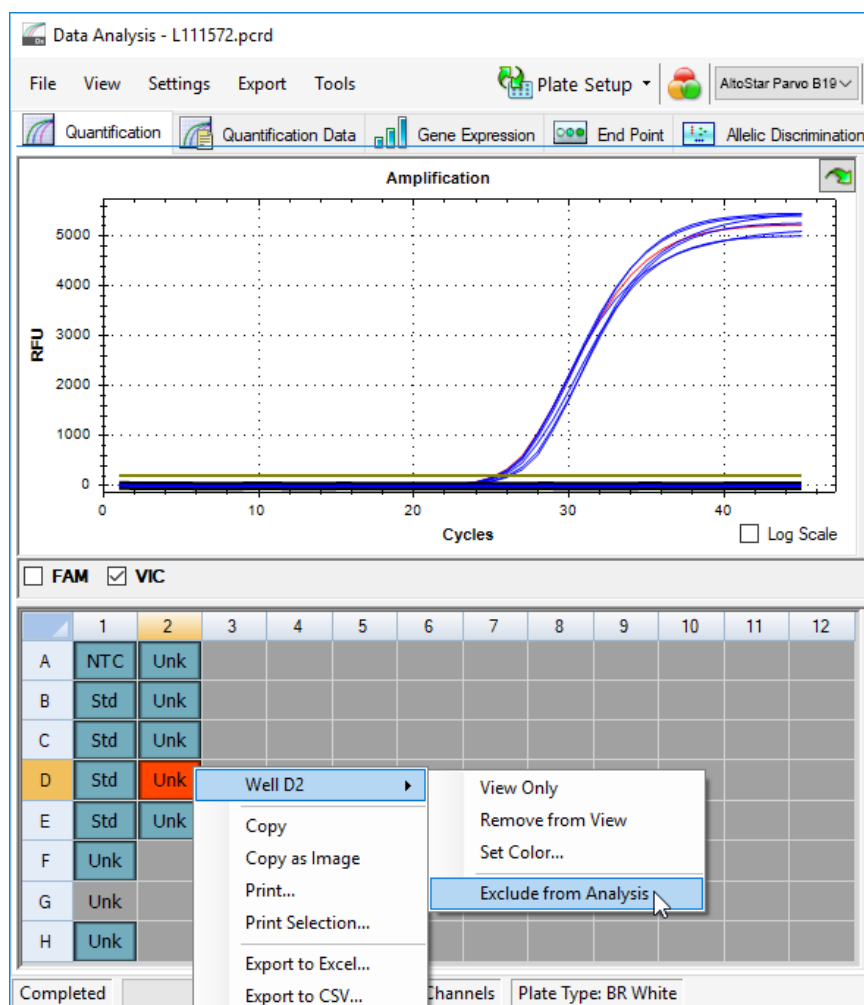 Data Analysis - L111572.pcrd
File View Settings Export Tools Plate Setup AltoStar Parvo B19
Quantification Quantification Data Gene Expression End Point Allelic Discrimination
Amplification
5000
4000
3000
2000
1000
0
RFU
0 10 20 30 40
Cycles
Log Scale
FAM VIC
1 2 3 4 5 6 7 8 9 10 11 12
A NTC Unk
B Std Unk
C Std Unk
D Std Unk
E Std Unk
F Unk
G Unk
H Unk
Well D2
Copy
Copy as Image
Print...
Print Selection...
Export to Excel...
Export to CSV...
View Only
Remove from View
Set Color...
Exclude from Analysis
Completed Channels Plate Type: BR White